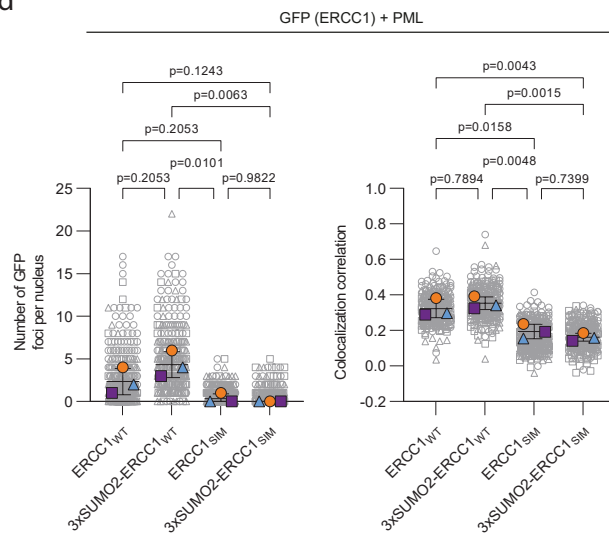 d
GFP (ERCC1) + PML
p=0.1243
p=0.0063
p=0.2053
p=0.0101
p=0.2053
p=0.9822
25
20
15
10
5
0
Number of GFP
foci per nucleus
ERCC1WT
3xSUMO2-ERCC1WT
ERCC1SIM
3xSUMO2-ERCC1SIM
p=0.0043
p=0.0015
p=0.0158
p=0.0048
p=0.7894
p=0.7399
1.0
0.8
0.6
0.4
0.2
0.0
-0.2
Colocalization correlation
ERCC1WT
3xSUMO2-ERCC1WT
ERCC1SIM
3xSUMO2-ERCC1SIM